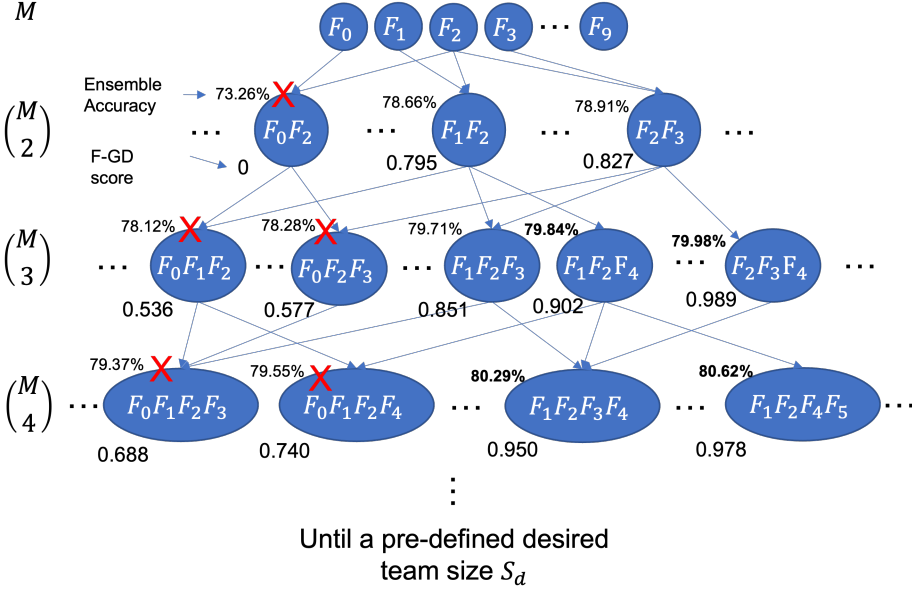 M
F0 F1 F2 F3 ··· F9
Ensemble
Accuracy
73.26% X 78.66% 78.91%
(M 2) ··· F0F2 ··· F1F2 ··· F2F3 ···
F-GD
score
0 0.795 0.827
78.12% X 78.28% X 79.71% 79.84% 79.98%
(M 3) ··· F0F1F2 ··· F0F2F3 ··· F1F2F3 F1F2F4 ··· F2F3F4 ···
0.536 0.577 0.851 0.902 0.989
79.37% X 79.55% X 80.29% 80.62%
(M 4) ··· F0F1F2F3 F0F1F2F4 ··· F1F2F3F4 ··· F1F2F4F5 ···
0.688 0.740 0.950 0.978
⋮
Until a pre-defined desired
team size Sd